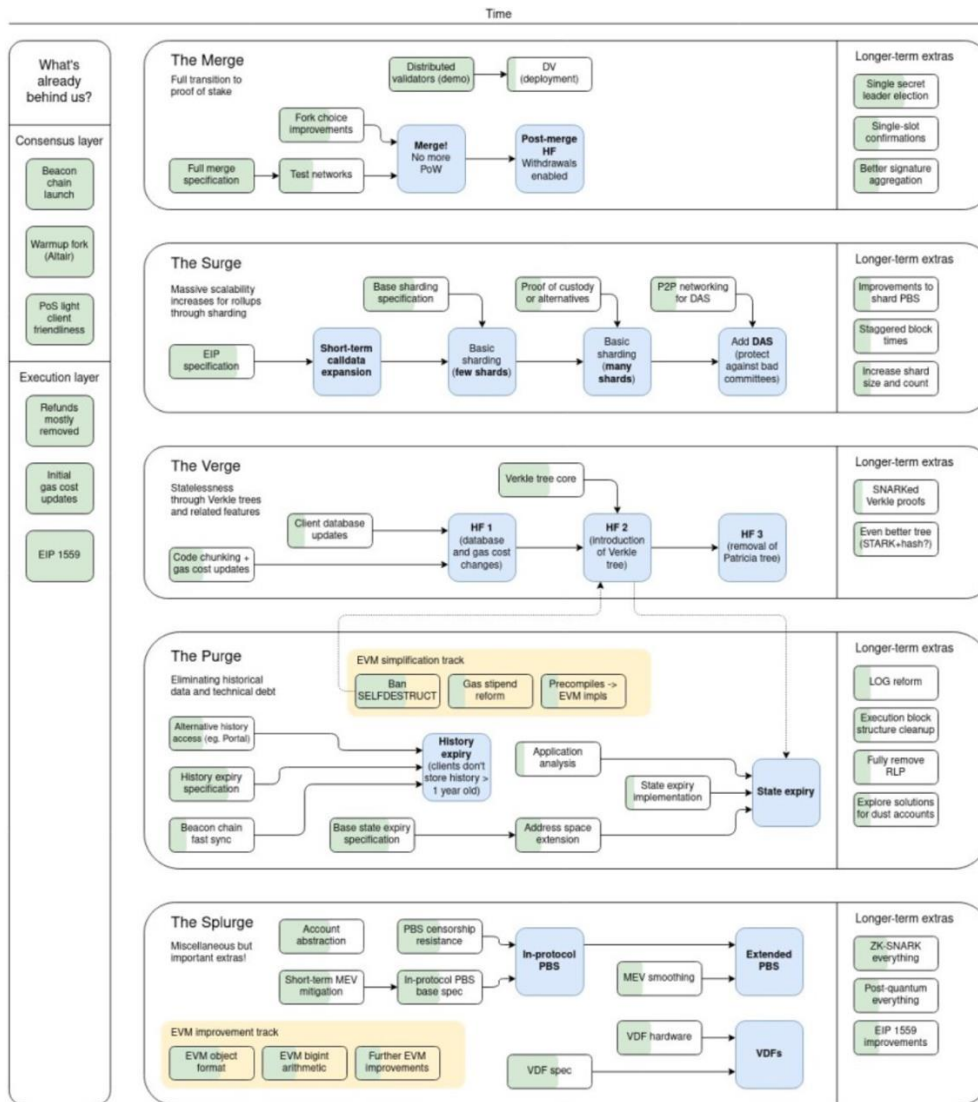 Time
What's
already
behind us?
Consensus layer
Beacon
chain
launch
Warmup fork
(Altair)
PoS light
client
friendliness
Execution layer
Refunds
mostly
removed
Initial
gas cost
updates
EIP 1559
The Merge
Full transition to
proof of stake
Distributed
validators (demo)
DV
(deployment)
Fork choice
improvements
Full merge
specification
Test networks
Merge!
No more
PoW
Post-merge
HF
Withdrawals
enabled
Longer-term extras
Single secret
leader election
Single-slot
confirmations
Better signature
aggregation
The Surge
Massive scalability
increases for rollups
through sharding
Base sharding
specification
Proof of custody
or alternatives
P2P networking
for DAS
EIP
specification
Short-term
calldata
expansion
Basic
sharding
(few shards)
Basic
sharding
(many
shards)
Add DAS
(protect
against bad
committees)
Longer-term extras
Improvements to
shard PBS
Staggered block
times
Increase shard
size and count
The Verge
Statelessness
through Verkle trees
and related features
Verkle tree core
Client database
updates
Code chunking +
gas cost updates
HF 1
(database
and gas cost
changes)
HF 2
(introduction
of Verkle
tree)
HF 3
(removal of
Patricia tree)
Longer-term extras
SNARKed
Verkle proofs
Even better tree
(STARK+hash?)
The Purge
Eliminating historical
data and technical debt
EVM simplification track
Ban
SELFDESTRUCT
Gas stipend
reform
Precompiles ->
EVM impls
Alternative history
access (eg. Portal)
History expiry
specification
Beacon chain
fast sync
History
expiry
(clients don't
store history >
1 year old)
Application
analysis
State expiry
implementation
Base state expiry
specification
Address space
extension
State expiry
Longer-term extras
LOG reform
Execution block
structure cleanup
Fully remove
RLP
Explore solutions
for dust accounts
The Splurge
Miscellaneous but
important extras!
Account
abstraction
PBS censorship
resistance
Short-term MEV
mitigation
In-protocol PBS
base spec
In-protocol
PBS
MEV smoothing
Extended
PBS
EVM improvement track
EVM object
format
EVM bigint
arithmetic
Further EVM
improvements
VDF hardware
VDF spec
VDFs
Longer-term extras
ZK-SNARK
everything
Post-quantum
everything
EIP 1559
improvements